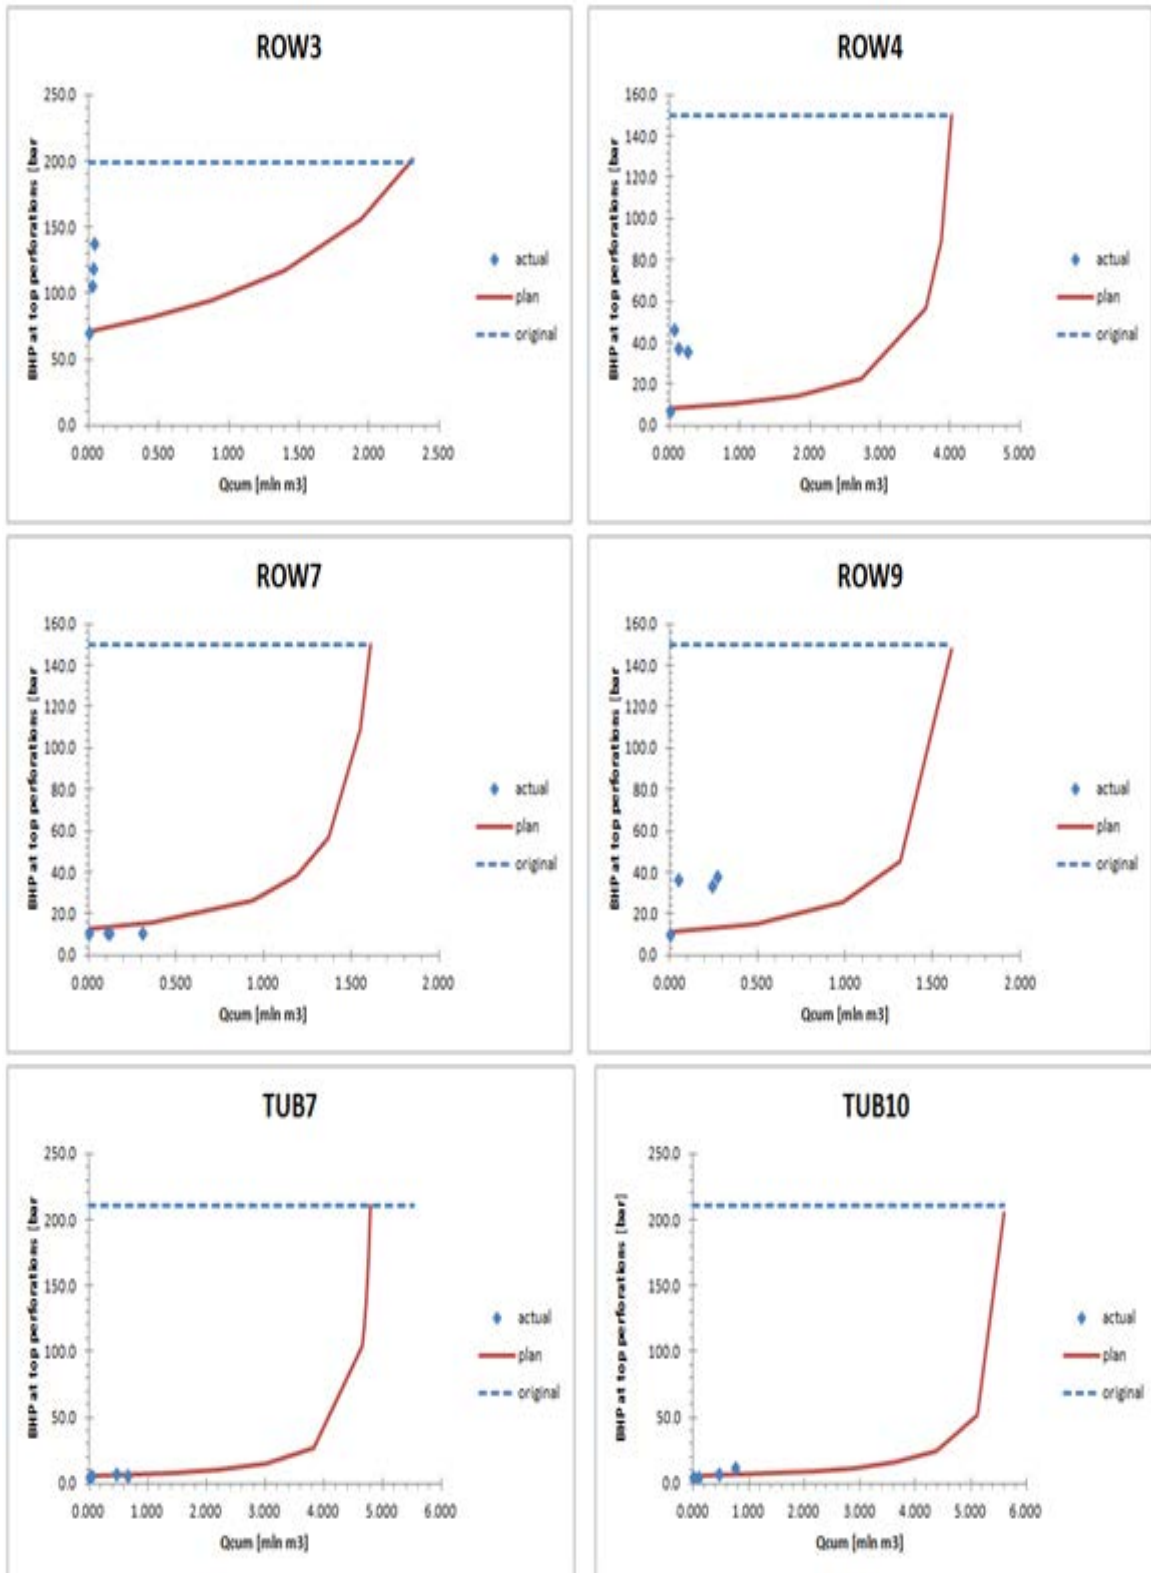 ROW3
BHP at top perforations [bar
250.0
200.0
150.0
100.0
50.0
0.0
0.000 0.500 1.000 1.500 2.000 2.500
Qcum [mln m3]
actual
plan
original
ROW4
BHP at top perforations [bar
160.0
140.0
120.0
100.0
80.0
60.0
40.0
20.0
0.0
0.000 1.000 2.000 3.000 4.000 5.000
Qcum [mln m3]
actual
plan
original
ROW7
BHP at top perforations [bar
160.0
140.0
120.0
100.0
80.0
60.0
40.0
20.0
0.0
0.000 0.500 1.000 1.500 2.000
Qcum [mln m3]
actual
plan
original
ROW9
BHP at top perforations [bar
160.0
140.0
120.0
100.0
80.0
60.0
40.0
20.0
0.0
0.000 0.500 1.000 1.500 2.000
Qcum [mln m3]
actual
plan
original
TUB7
BHP at top perforations [bar
250.0
200.0
150.0
100.0
50.0
0.0
0.000 1.000 2.000 3.000 4.000 5.000 6.000
Qcum [mln m3]
actual
plan
original
TUB10
BHP at top perforations [bar]
250.0
200.0
150.0
100.0
50.0
0.0
0.000 1.000 2.000 3.000 4.000 5.000 6.000
Qcum [mln m3]
actual
plan
original